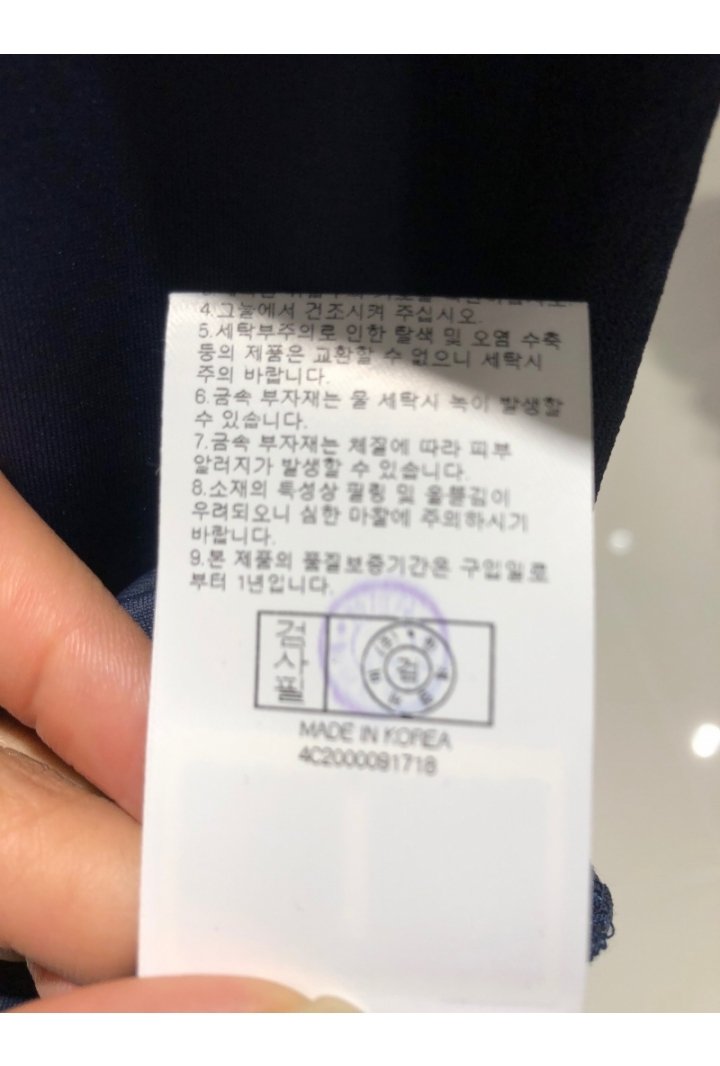 4.그늘에서 건조시켜 주십시오.
5.세탁부주의로 인한 탈색 및 오염 수축
등의 제품은 교환할 수 없으니 세탁시
주의 바랍니다.
6.금속 부자재는 물 세탁시 녹이 발생할
수 있습니다.
7.금속 부자재는 체질에 따라 피부
알러지가 발생할 수 있습니다.
8.소재의 특성상 필링 및 올뜯김이
우려되오니 심한 마찰에 주의하시기
바랍니다.
9.본 제품의 품질보증기간은 구입일로
부터 1년입니다.
검사필
검
MADE IN KOREA
4C2000091718